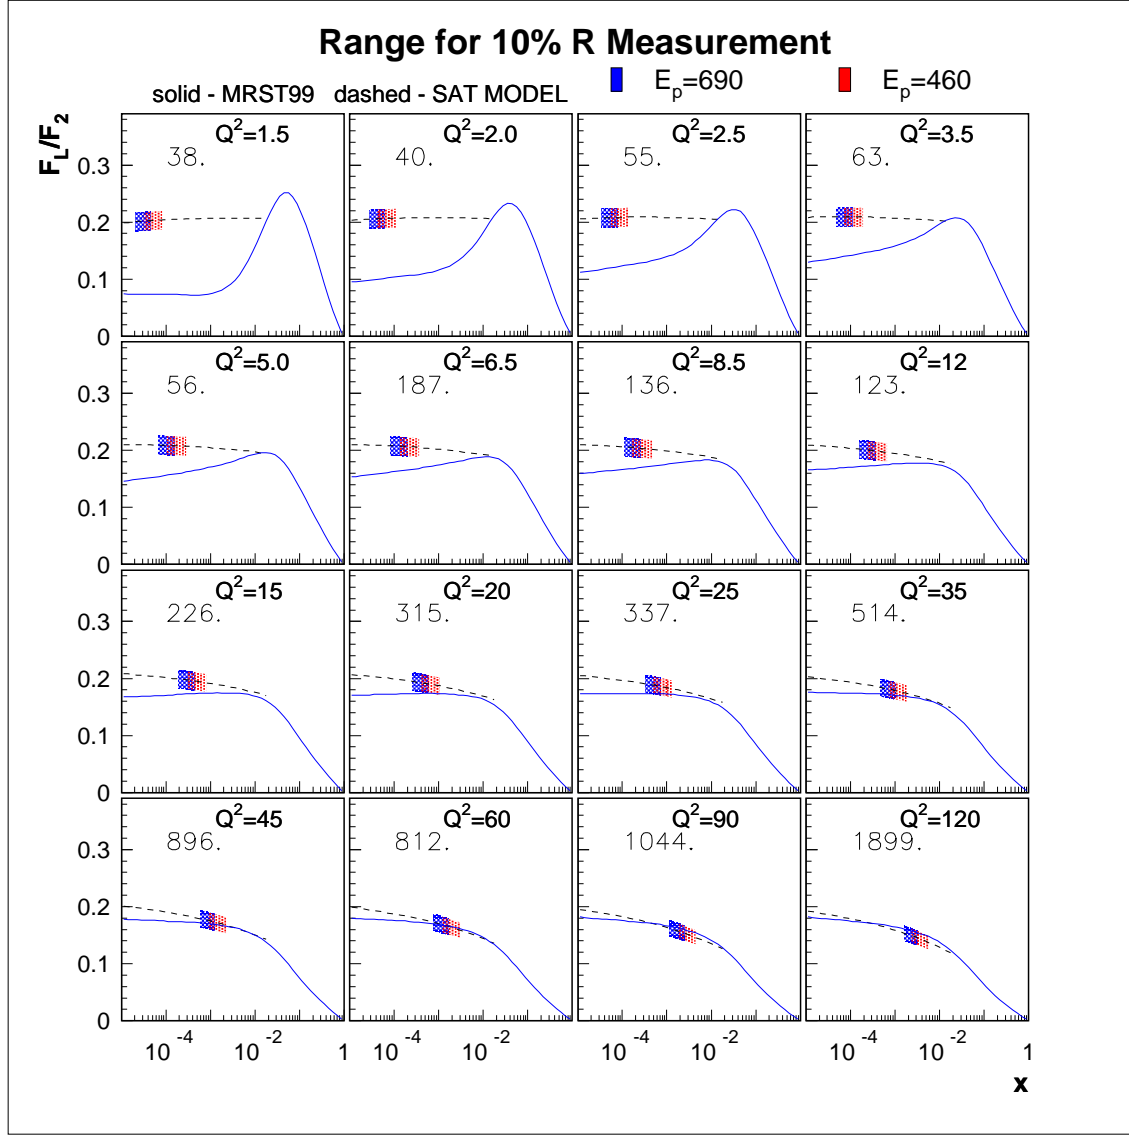 Range for 10% R Measurement
solid - MRST99 dashed - SAT MODEL E_p=690 E_p=460
F_L/F_2
Q^2=1.5 Q^2=2.0 Q^2=2.5 Q^2=3.5
38. 40. 55. 63.
0.3
0.2
0.1
0
Q^2=5.0 Q^2=6.5 Q^2=8.5 Q^2=12
56. 187. 136. 123.
0.3
0.2
0.1
0
Q^2=15 Q^2=20 Q^2=25 Q^2=35
226. 315. 337. 514.
0.3
0.2
0.1
0
Q^2=45 Q^2=60 Q^2=90 Q^2=120
896. 812. 1044. 1899.
0.3
0.2
0.1
0
10^-4 10^-2 1 10^-4 10^-2 10^-4 10^-2 10^-4 10^-2 1
x